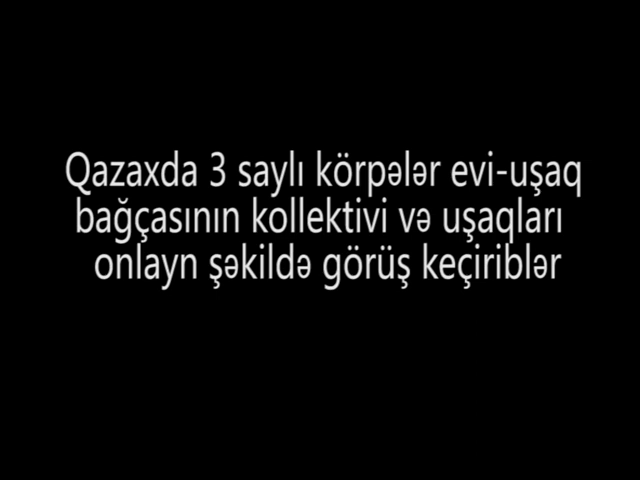 Qazaxda 3 saylı körpələr evi-uşaq
bağçasının kollektivi və uşaqları
onlayn şəkildə görüş keçiriblər